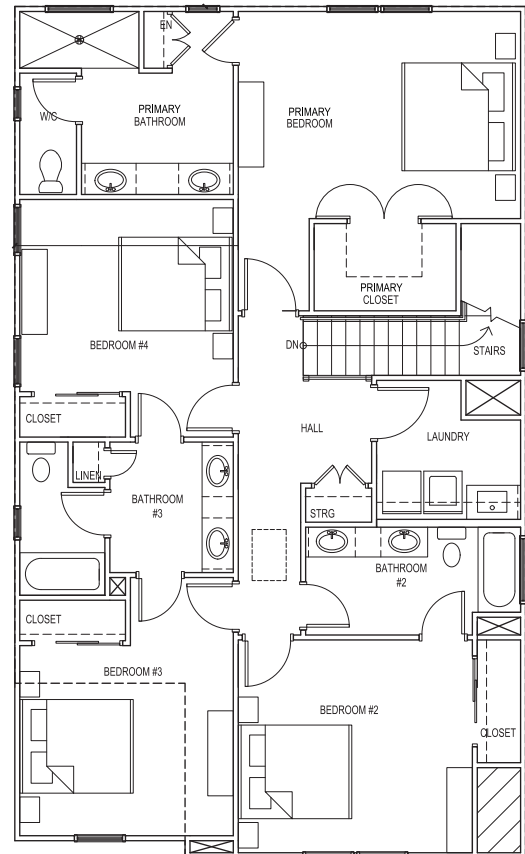 EN
W/C
PRIMARY
BATHROOM
PRIMARY
BEDROOM
PRIMARY
CLOSET
DN
STAIRS
BEDROOM #4
CLOSET
HALL
LAUNDRY
LINEN
BATHROOM
#3
STRG
BATHROOM
#2
CLOSET
BEDROOM #3
BEDROOM #2
CLOSET